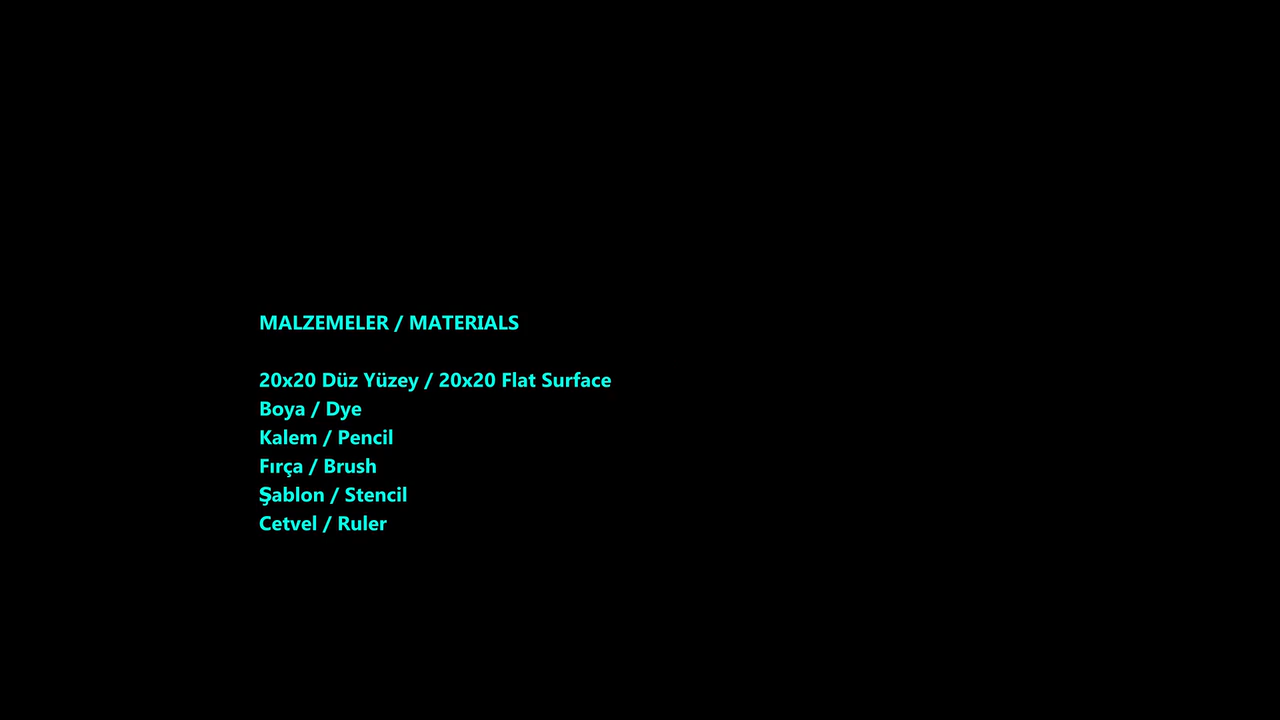 MALZEMELER / MATERIALS
20x20 Düz Yüzey / 20x20 Flat Surface
Boya / Dye
Kalem / Pencil
Fırça / Brush
Şablon / Stencil
Cetvel / Ruler